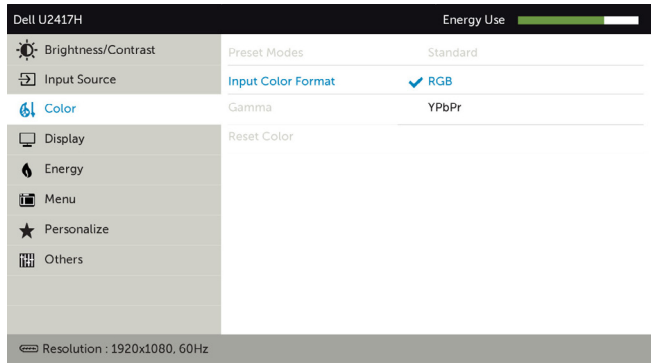 Dell U2417H Energy Use
Brightness/Contrast Preset Modes Standard
Input Source Input Color Format RGB
Color Gamma YPbPr
Display Reset Color
Energy
Menu
Personalize
Others
Resolution : 1920x1080, 60Hz